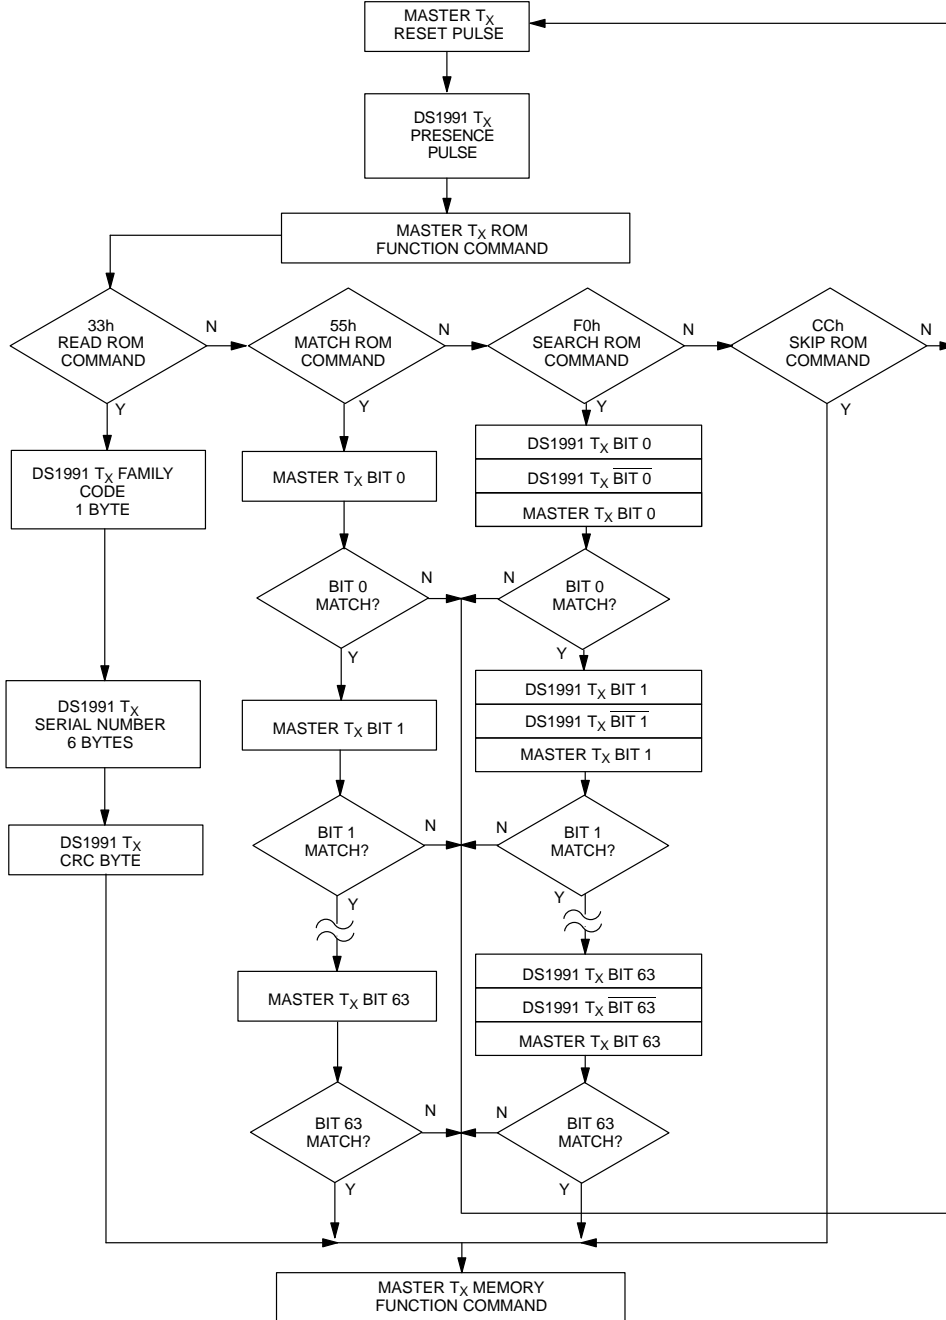 MASTER TX
RESET PULSE
DS1991 TX
PRESENCE
PULSE
MASTER TX ROM
FUNCTION COMMAND
33h
READ ROM
COMMAND
N
Y
55h
MATCH ROM
COMMAND
N
Y
F0h
SEARCH ROM
COMMAND
N
Y
CCh
SKIP ROM
COMMAND
N
Y
DS1991 TX FAMILY
CODE
1 BYTE
DS1991 TX
SERIAL NUMBER
6 BYTES
DS1991 TX
CRC BYTE
MASTER TX BIT 0
BIT 0
MATCH?
N
Y
MASTER TX BIT 1
BIT 1
MATCH?
N
Y
MASTER TX BIT 63
BIT 63
MATCH?
N
Y
DS1991 TX BIT 0
DS1991 TX B̅I̅T̅ ̅0̅
MASTER TX BIT 0
N
BIT 0
MATCH?
Y
DS1991 TX BIT 1
DS1991 TX B̅I̅T̅ ̅1̅
MASTER TX BIT 1
N
BIT 1
MATCH?
Y
DS1991 TX BIT 63
DS1991 TX B̅I̅T̅ ̅6̅3̅
MASTER TX BIT 63
N
BIT 63
MATCH?
Y
MASTER TX MEMORY
FUNCTION COMMAND